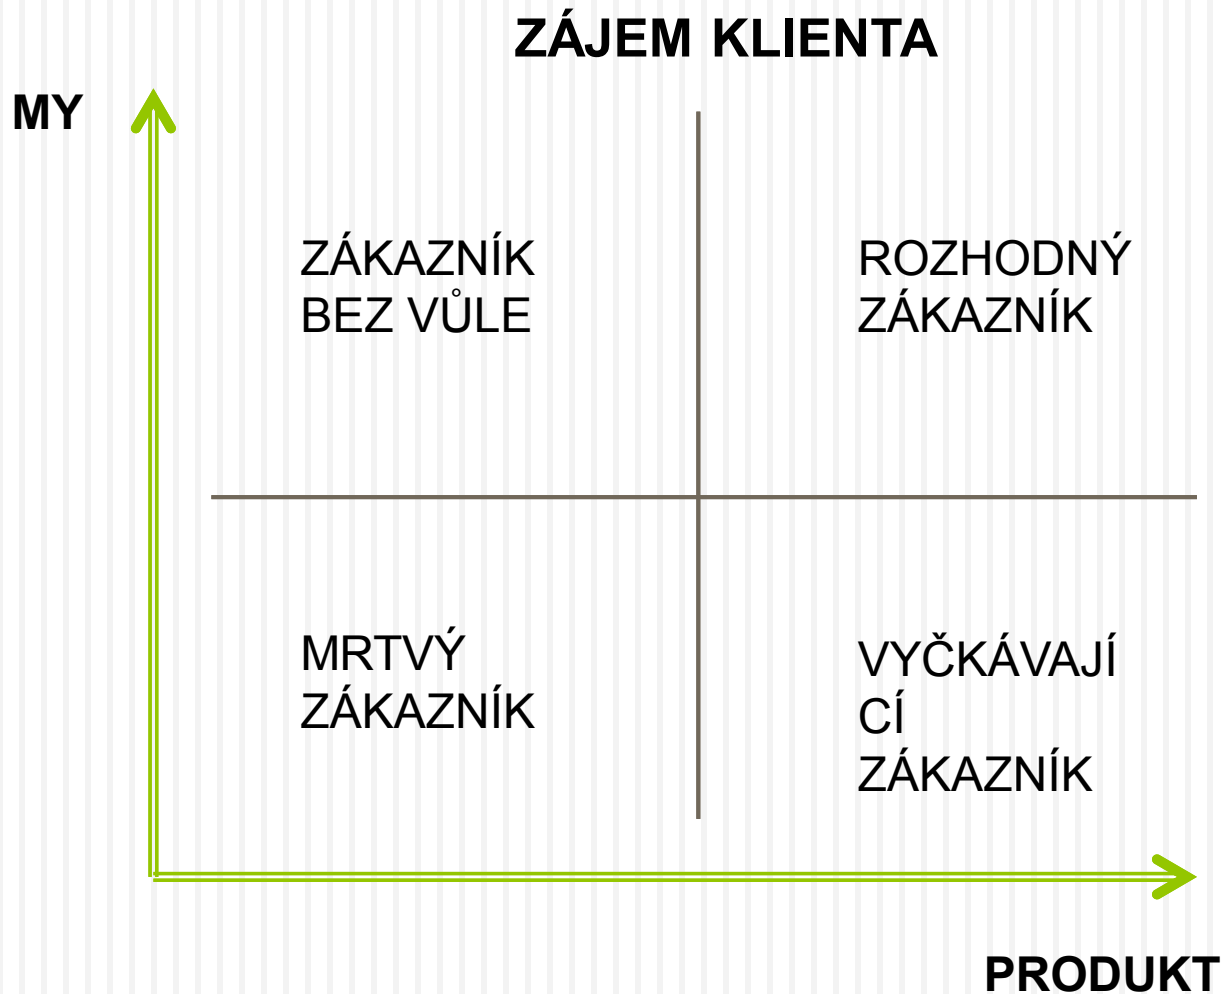 ZÁJEM KLIENTA
MY
ZÁKAZNÍK
BEZ VŮLE
ROZHODNÝ
ZÁKAZNÍK
MRTVÝ
ZÁKAZNÍK
VYČKÁVAJÍ
CÍ
ZÁKAZNÍK
PRODUKT